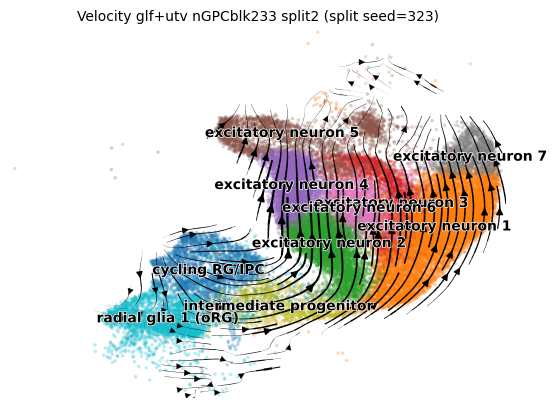 Velocity glf+utv nGPCblk233 split2 (split seed=323)
excitatory neuron 5
excitatory neuron 7
excitatory neuron 4
excitatory neuron 3
excitatory neuron 6
excitatory neuron 1
excitatory neuron 2
cycling RG/IPC
intermediate progenitor
radial glia 1 (oRG)